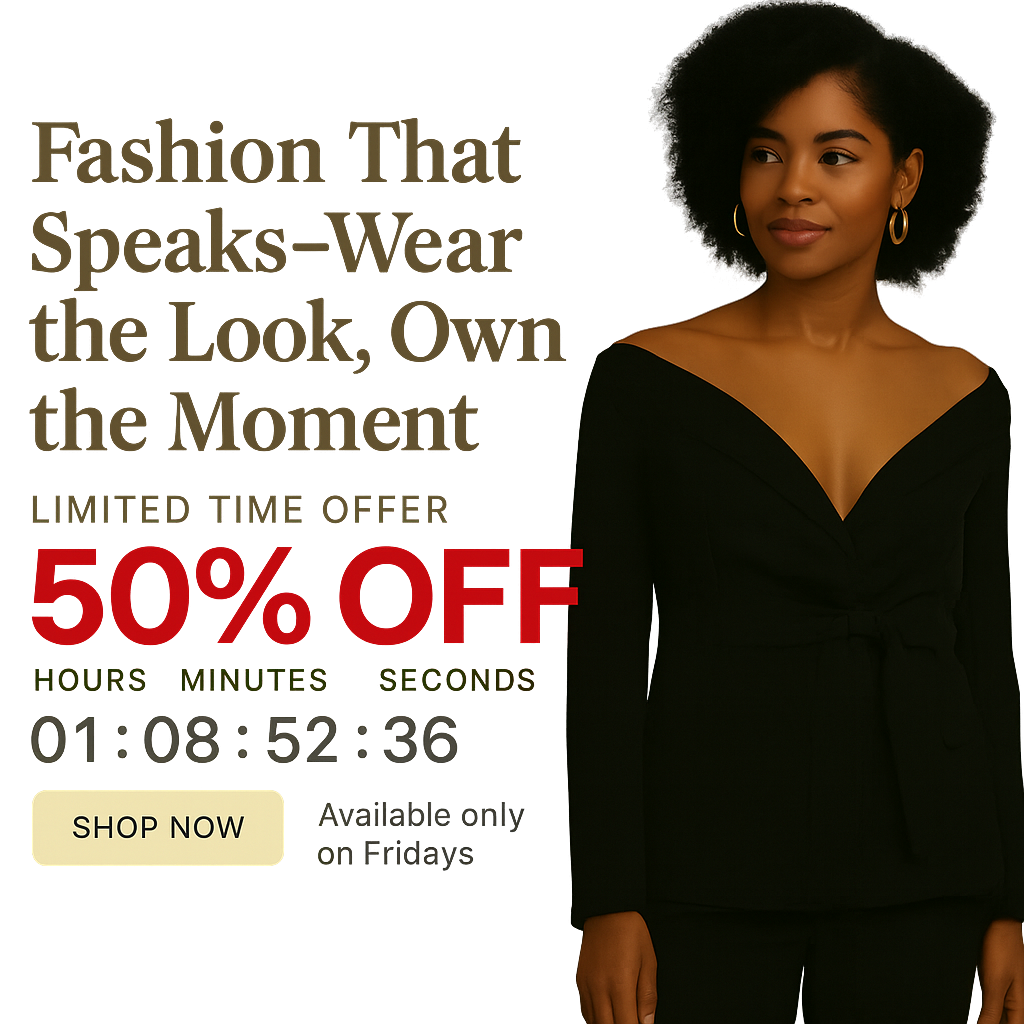 Fashion That
Speaks–Wear
the Look, Own
the Moment
LIMITED TIME OFFER
50% OFF
HOURS MINUTES SECONDS
01:08:52:36
SHOP NOW
Available only
on Fridays